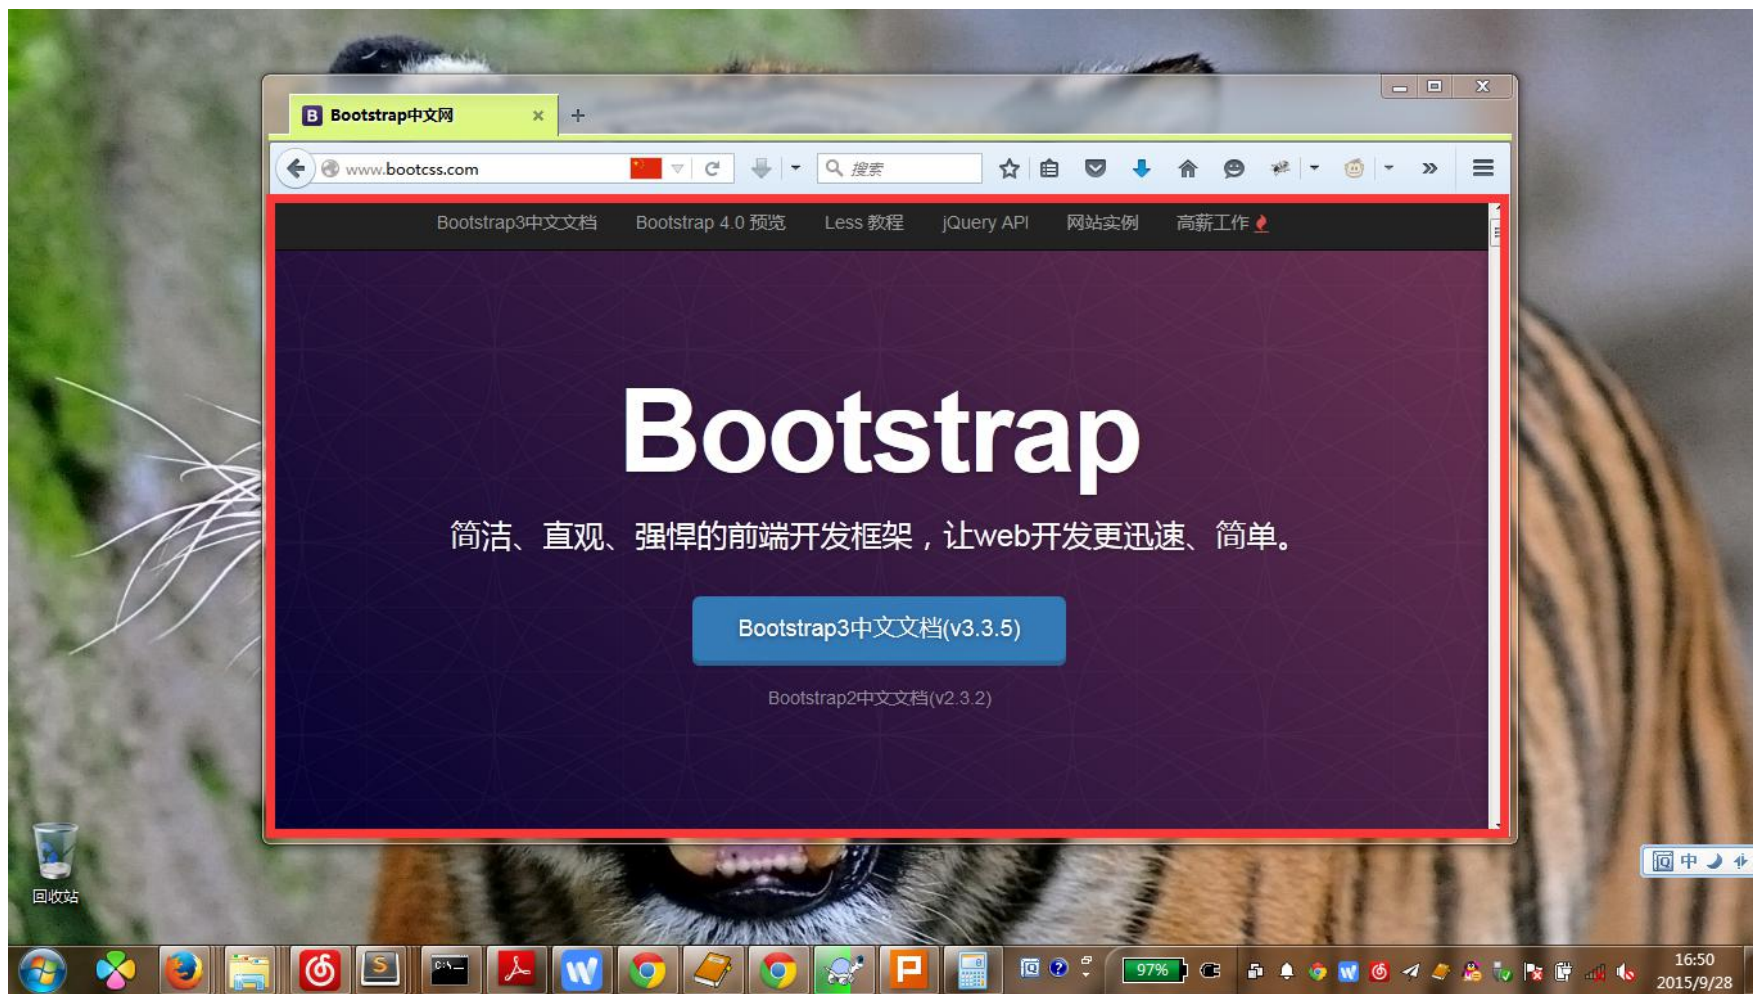 Bootstrap中文网
www.bootcss.com
搜索
Bootstrap3中文文档 Bootstrap 4.0 预览 Less 教程 jQuery API 网站实例 高薪工作
Bootstrap
简洁、直观、强悍的前端开发框架，让web开发更迅速、简单。
Bootstrap3中文文档(v3.3.5)
Bootstrap2中文文档(v2.3.2)
中
回收站
97%
16:50
2015/9/28